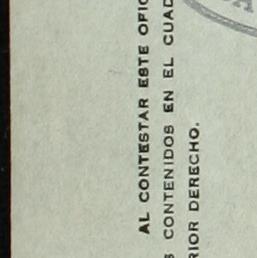 AL CONTESTAR ESTE OFIC
S CONTENIDOS EN EL CUAD
RIOR DERECHO.